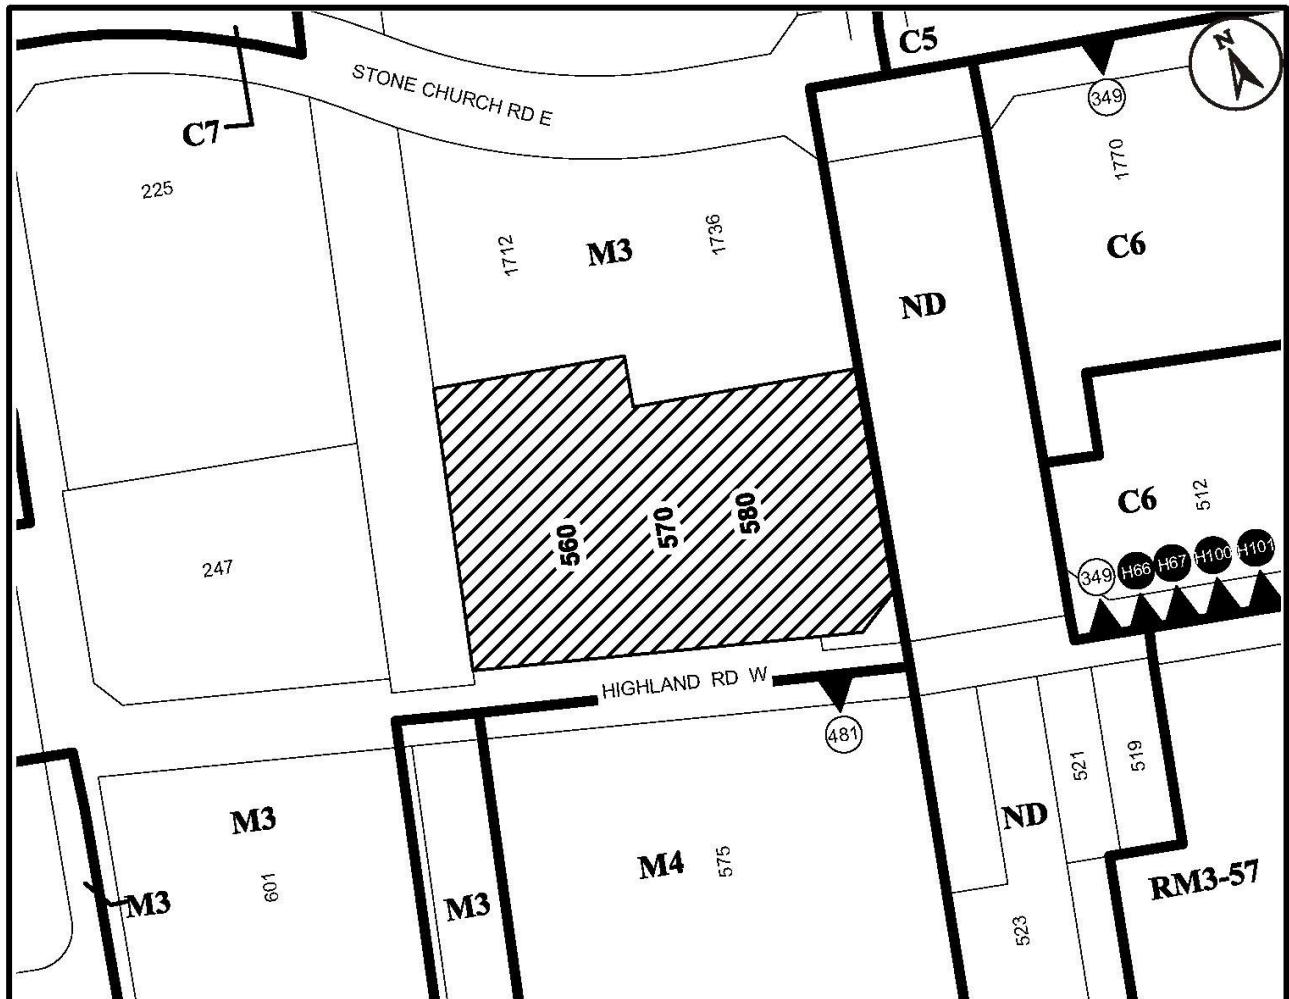 C5
N
STONE CHURCH RD E
349
C7
225
1770
1712
M3
1736
C6
ND
C6
512
560
570
580
247
349
H66
H67
H100
H101
HIGHLAND RD W
481
521
519
M3
ND
M4
575
RM3-57
601
M3
M3
523